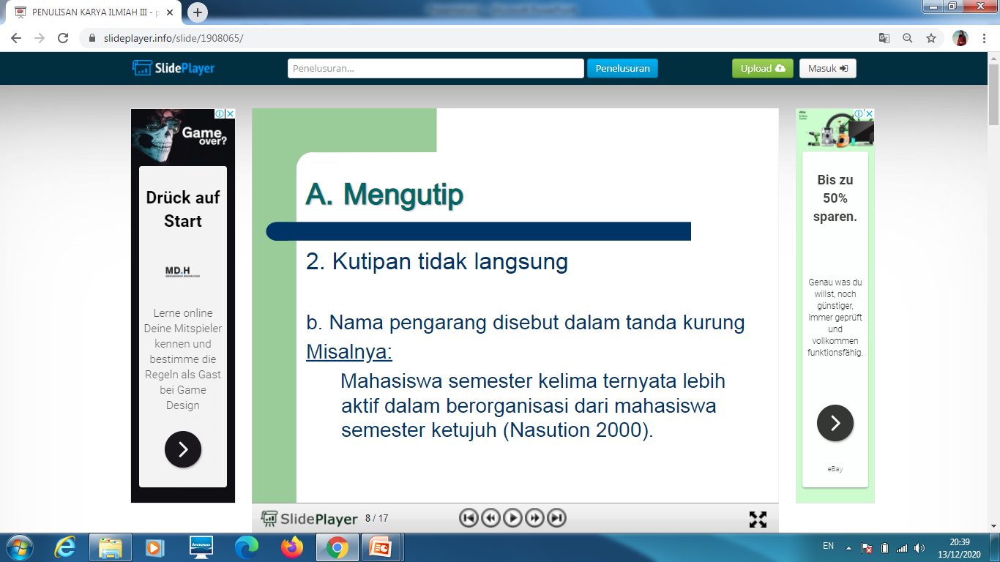 PENULISAN KARYA ILMIAH III - p
slideplayer.info/slide/1908065/
SlidePlayer
Penelusuran...
Penelusuran
Upload
Masuk
Game
over?
Drück auf
Start
MD.H
Lerne online
Deine Mitspieler
kennen und
bestimme die
Regeln als Gast
bei Game
Design
A. Mengutip
2. Kutipan tidak langsung
b. Nama pengarang disebut dalam tanda kurung
Misalnya:
Mahasiswa semester kelima ternyata lebih
aktif dalam berorganisasi dari mahasiswa
semester ketujuh (Nasution 2000).
Bis zu
50%
sparen.
Genau was du
willst, noch
günstiger,
immer geprüft
und
vollkommen
funktionsfähig.
eBay
SlidePlayer
8 / 17
lenovo
EN
20:39
13/12/2020